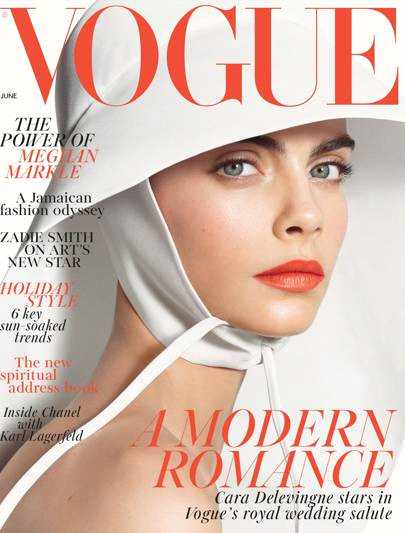 VOGUE
JUNE
THE
POWER OF
MEGHAN
MARKLE
A Jamaican
fashion odyssey
ZADIE SMITH
ON ART'S
NEW STAR
HOLIDAY
STYLE
6 key
sun-soaked
trends
The new
spiritual
address book
Inside Chanel
with
Karl Lagerfeld
A MODERN
ROMANCE
Cara Delevingne stars in
Vogue's royal wedding salute